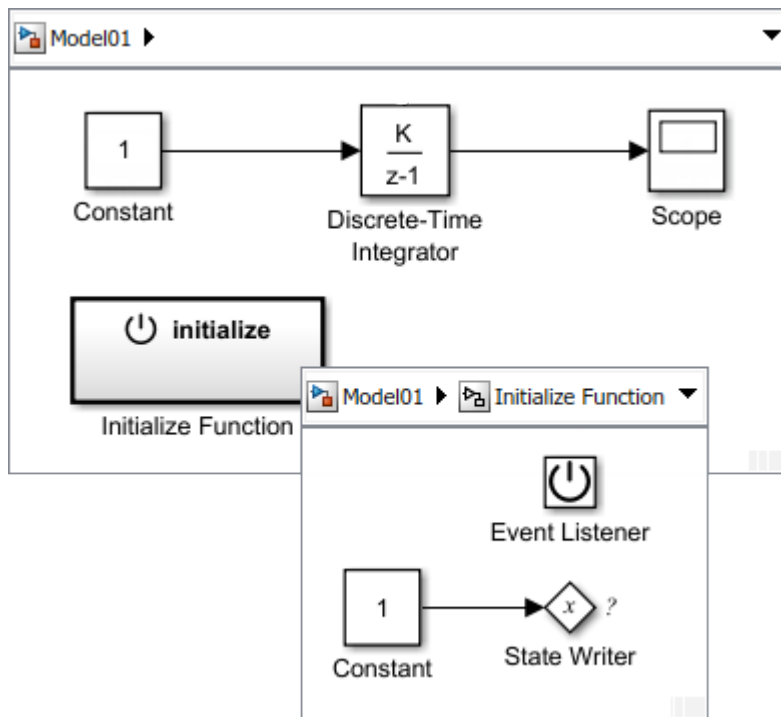 Model01
1
K
z-1
Constant
Discrete-Time
Integrator
Scope
initialize
Initialize Function
Model01
Initialize Function
Event Listener
1
x ?
Constant
State Writer